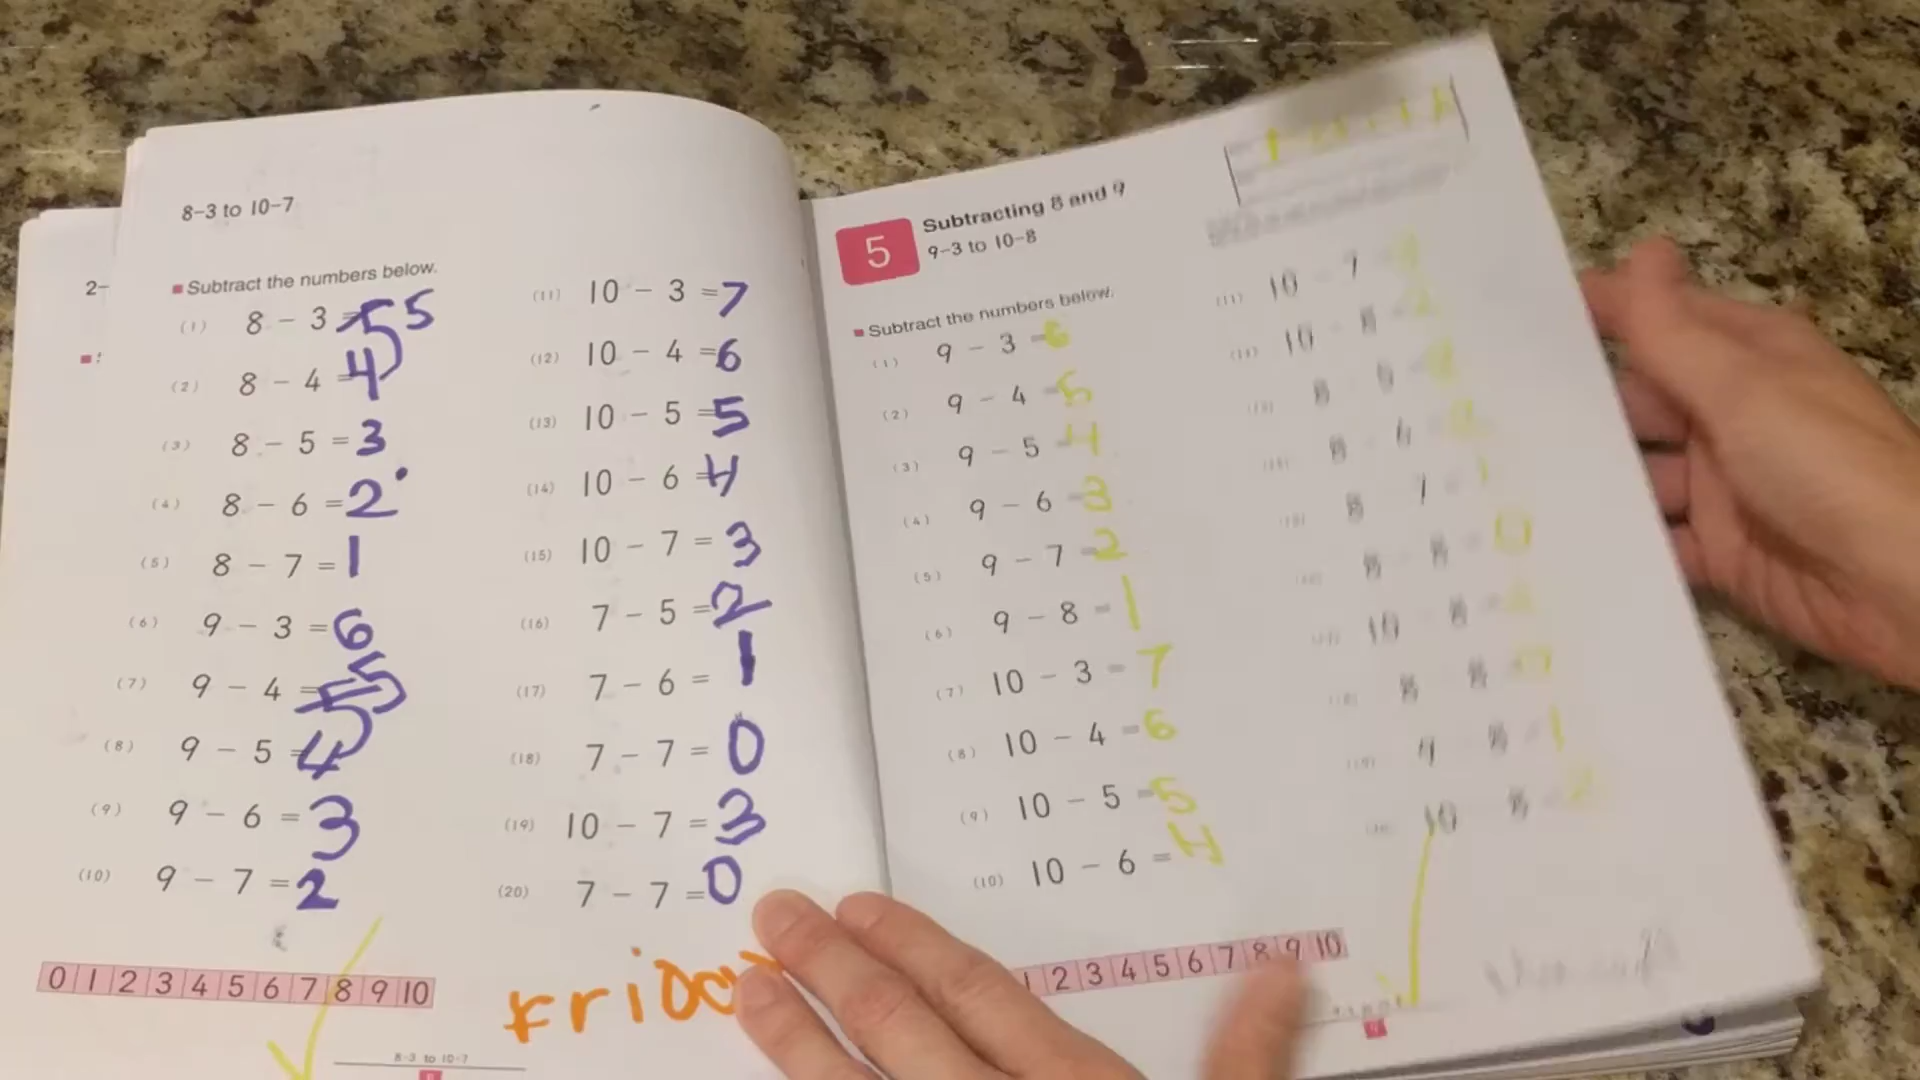 8-3 to 10-7
2-
■ Subtract the numbers below.
(1) 8 - 3 = 5 5
(2) 8 - 4 = 4
(3) 8 - 5 = 3
(4) 8 - 6 = 2
(5) 8 - 7 = 1
(6) 9 - 3 = 6
(7) 9 - 4 = 5
(8) 9 - 5 = 4
(9) 9 - 6 = 3
(10) 9 - 7 = 2
(11) 10 - 3 = 7
(12) 10 - 4 = 6
(13) 10 - 5 = 5
(14) 10 - 6 = 4
(15) 10 - 7 = 3
(16) 7 - 5 = 2
(17) 7 - 6 = 1
(18) 7 - 7 = 0
(19) 10 - 7 = 3
(20) 7 - 7 = 0
0 1 2 3 4 5 6 7 8 9 10
8-3 to 10-7
5
Subtracting 8 and 9
9-3 to 10-8
■ Subtract the numbers below.
(1) 9 - 3 = 6
(2) 9 - 4 = 5
(3) 9 - 5 = 4
(4) 9 - 6 = 3
(5) 9 - 7 = 2
(6) 9 - 8 = 1
(7) 10 - 3 = 7
(8) 10 - 4 = 6
(9) 10 - 5 = 5
(10) 10 - 6 = 4
(11) 10 - 7
1 2 3 4 5 6 7 8 9 10